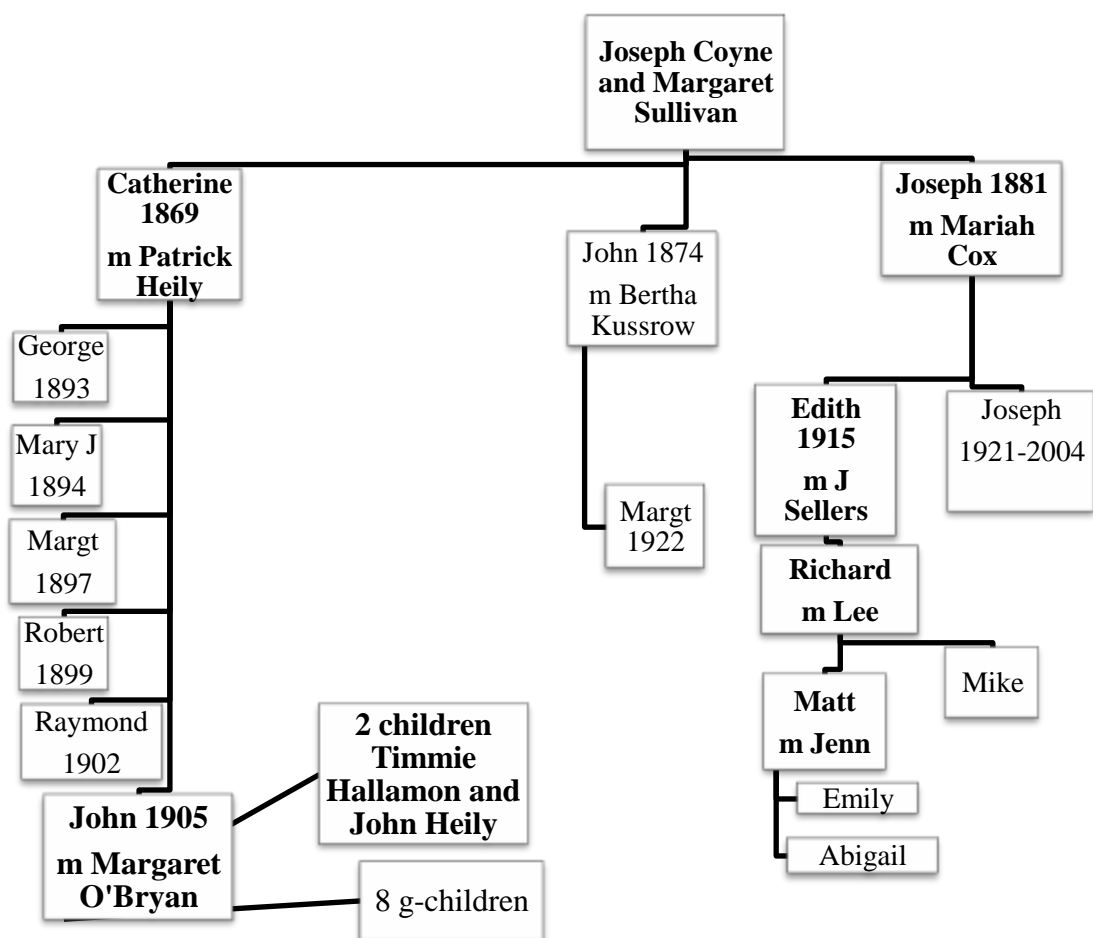 Joseph Coyne
and Margaret
Sullivan
Catherine
1869
m Patrick
Heily
George
1893
Mary J
1894
Margt
1897
Robert
1899
Raymond
1902
John 1905
m Margaret
O'Bryan
2 children
Timmie
Hallamon and
John Heily
8 g-children
John 1874
m Bertha
Kussrow
Margt
1922
Joseph 1881
m Mariah
Cox
Edith
1915
m J
Sellers
Joseph
1921-2004
Richard
m Lee
Matt
m Jenn
Mike
Emily
Abigail